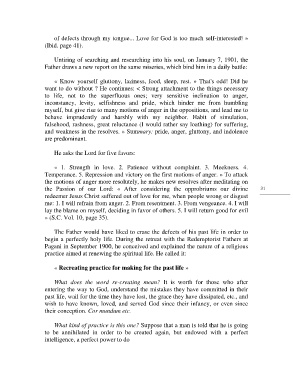 of defects through my tongue... Love for God is too much self-interested! »
(Ibid. page 41).
Untiring of searching and researching into his soul, on January 7, 1901, the
Father draws a new report on the same miseries, which bind him in a daily battle:
« Know yourself gluttony, laziness, food, sleep, rest. » That's odd! Did he
want to do without ? He continues: < Strong attachment to the things necessary
to life, not to the superfluous ones; very sensitive inclination to anger,
inconstancy, levity, selfishness and pride, which hinder me from humbling
myself, but give rise to many motions of anger in the oppositions, and lead me to
behave imprudently and harshly with my neighbor. Habit of simulation,
falsehood, rashness, great reluctance (I would rather say loathing) for suffering,
and weakness in the resolves. » Summary: pride, anger, gluttony, and indolence
are predominant.
He asks the Lord for five favors:
« 1. Strength in love. 2. Patience without complaint. 3. Meekness. 4.
Temperance. 5. Repression and victory on the first motions of anger. » To attack
the motions of anger more resolutely, he makes new resolves after meditating on
the Passion of our Lord: « After considering the opprobriums our divine
redeemer Jesus Christ suffered out of love for me, when people wrong or disgust
me: 1. I will refrain from anger. 2. From resentment. 3. From vengeance. 4. I will
lay the blame on myself, deciding in favor of others. 5. I will return good for evil
» (S.C. Vol. 10, page 35).
The Father would have liked to erase the defects of his past life in order to
begin a perfectly holy life. During the retreat with the Redemptorist Fathers at
Pagani in September 1900, he conceived and explained the nature of a religious
practice aimed at renewing the spiritual life. He called it:
« Recreating practice for making for the past life »
What does the word re-creating mean? It is worth for those who after
entering the way to God, understand the mistakes they have committed in their
past life, wail for the time they have lost, the grace they have dissipated, etc., and
wish to have known, loved, and served God since their infancy, or even since
their conception. Cor mundum etc
What kind of practice is this one? Suppose that a man is told that he is going
to be annihilated in order to be created again, but endowed with a perfect
intelligence, a perfect power to do